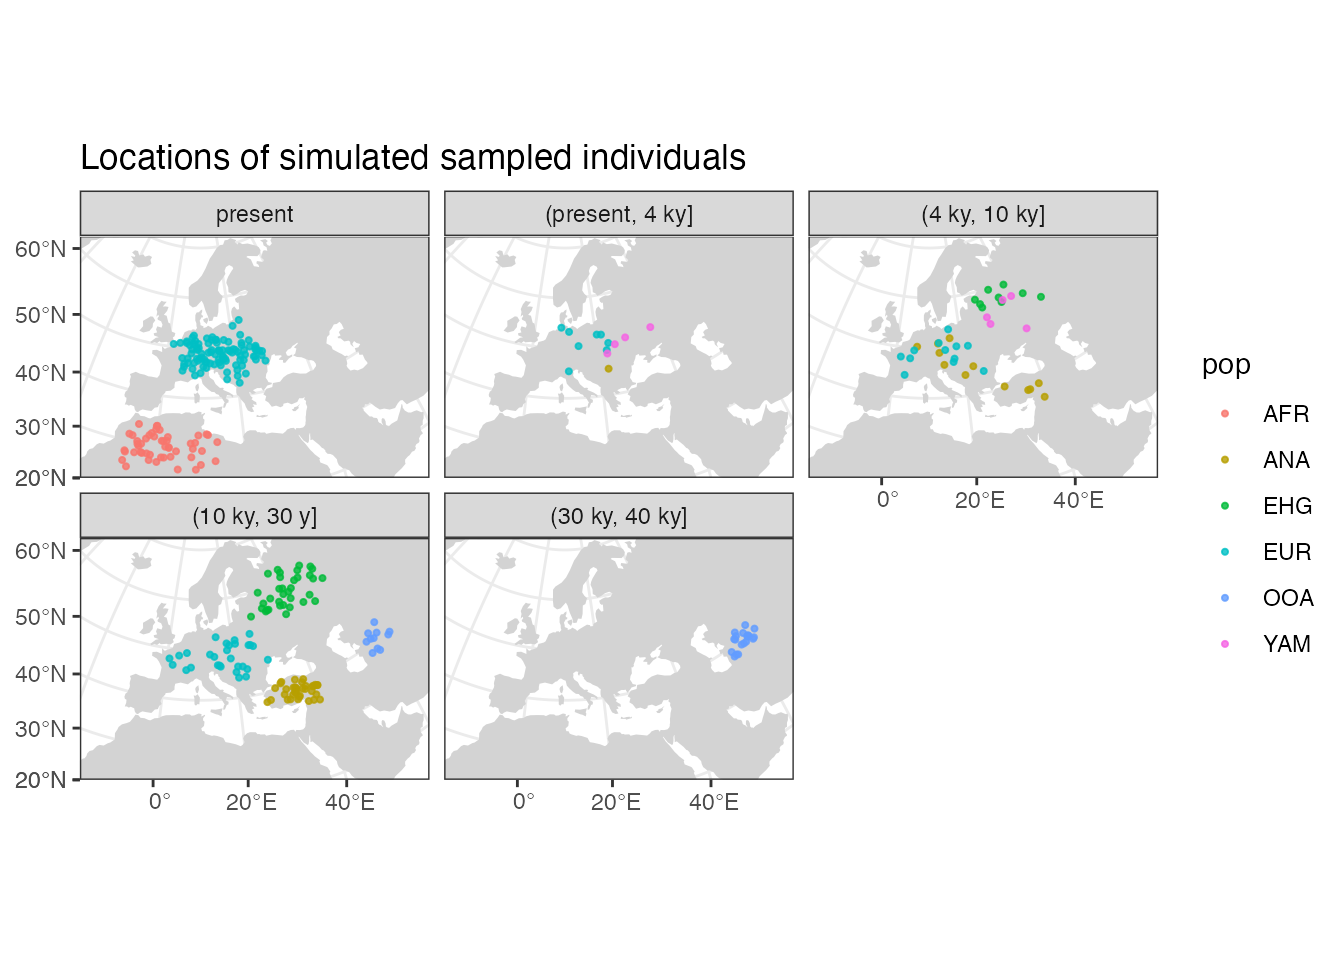 Locations of simulated sampled individuals
present
(present, 4 ky]
(4 ky, 10 ky]
60°N
50°N
40°N
30°N
20°N
0°
20°E
40°E
(10 ky, 30 y]
(30 ky, 40 ky]
60°N
50°N
40°N
30°N
20°N
0°
20°E
40°E
0°
20°E
40°E
pop
AFR
ANA
EHG
EUR
OOA
YAM